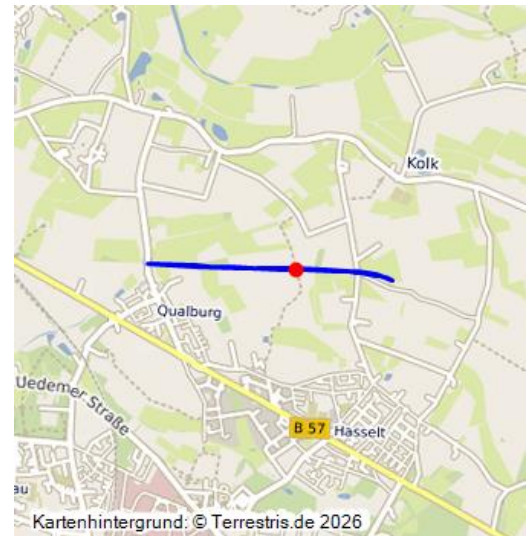 Kolk
Qualburg
Uedemer Straße
B 57
Hasselt
au
Kartenhintergrund: © Terrestris.de 2026